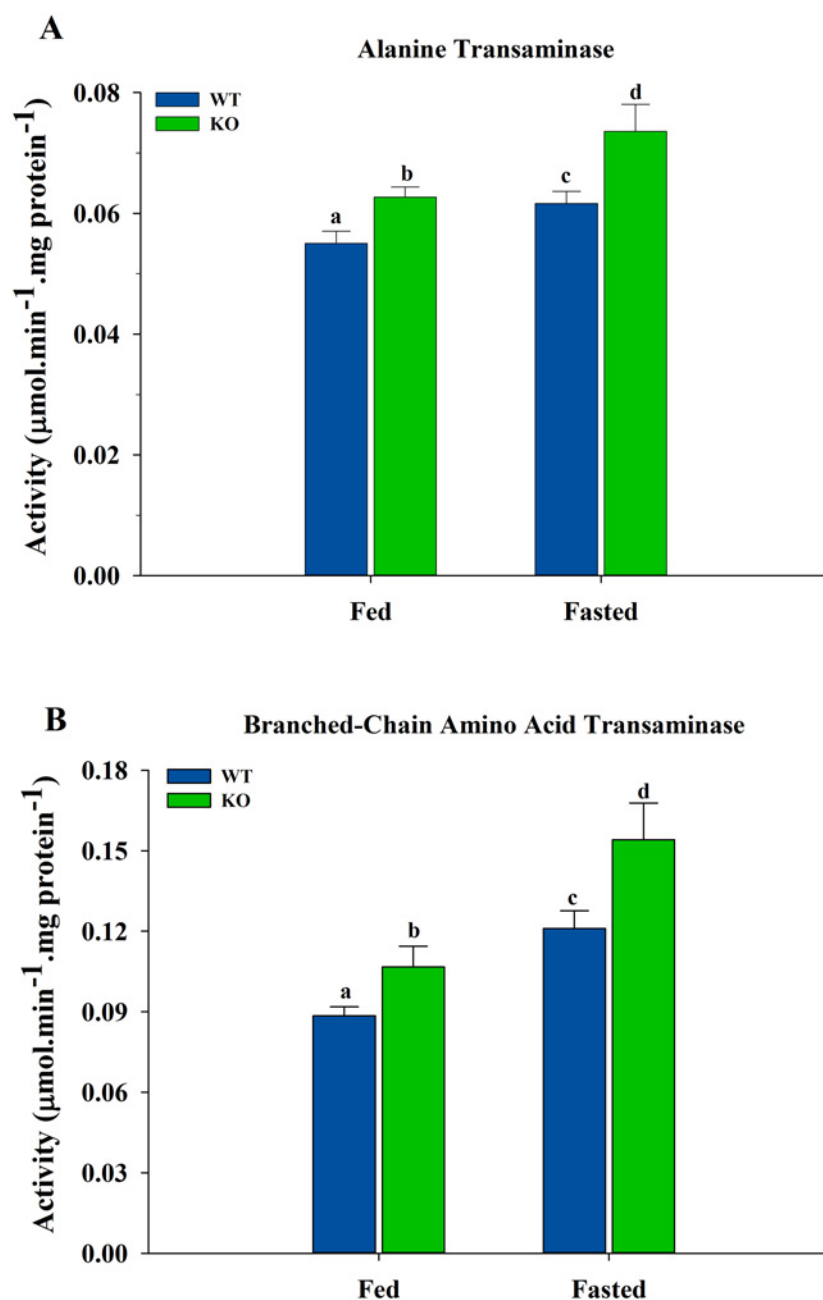 A
Alanine Transaminase
WT
KO
Activity (μmol.min⁻¹.mg protein⁻¹)
0.08
0.06
0.04
0.02
0.00
a
b
c
d
Fed
Fasted
B
Branched-Chain Amino Acid Transaminase
WT
KO
Activity (μmol.min⁻¹.mg protein⁻¹)
0.18
0.15
0.12
0.09
0.06
0.03
0.00
a
b
c
d
Fed
Fasted